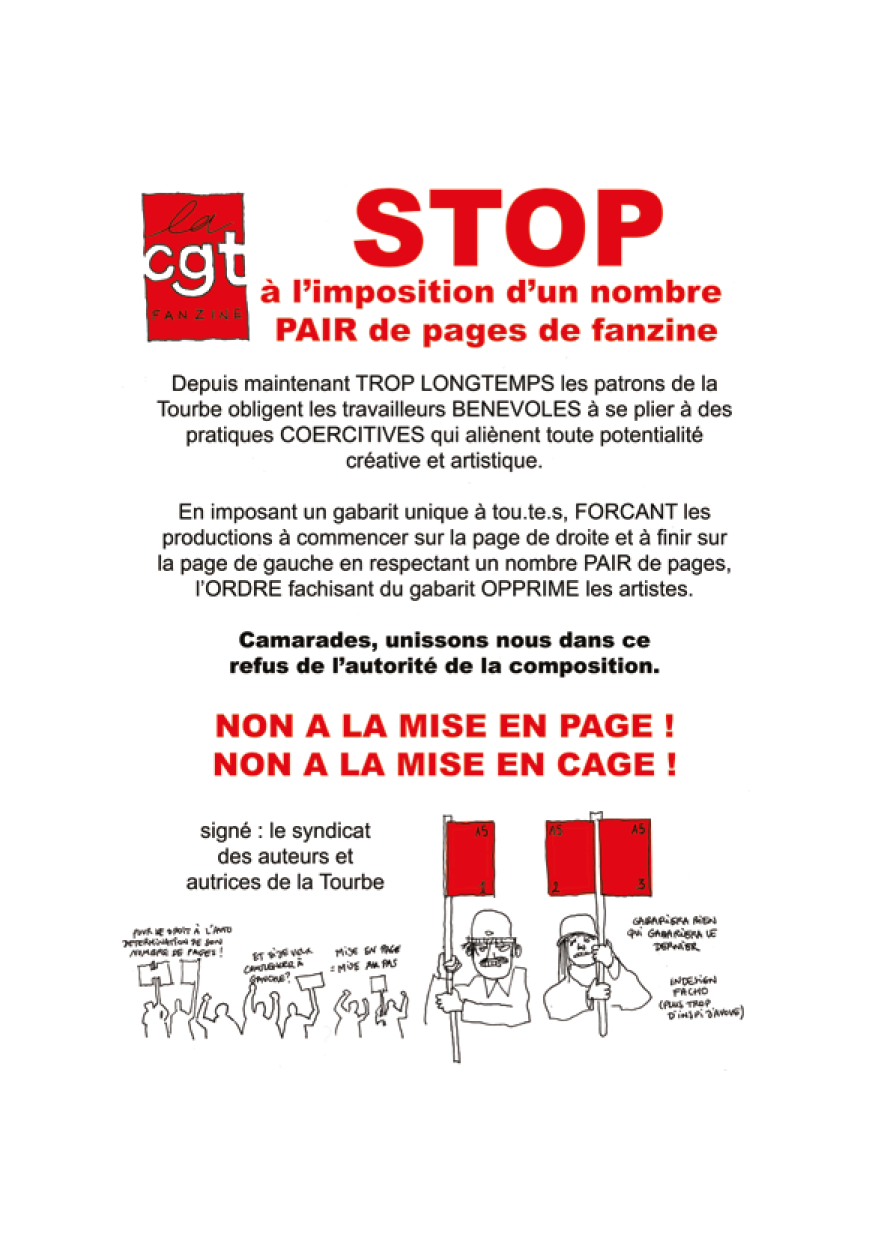 la
cgt
FANZINE
STOP
à l'imposition d'un nombre
PAIR de pages de fanzine
Depuis maintenant TROP LONGTEMPS les patrons de la
Tourbe obligent les travailleurs BENEVOLES à se plier à des
pratiques COERCITIVES qui aliènent toute potentialité
créative et artistique.
En imposant un gabarit unique à tou.te.s, FORCANT les
productions à commencer sur la page de droite et à finir sur
la page de gauche en respectant un nombre PAIR de pages,
l'ORDRE fachisant du gabarit OPPRIME les artistes.
Camarades, unissons nous dans ce
refus de l'autorité de la composition.
NON A LA MISE EN PAGE !
NON A LA MISE EN CAGE !
signé : le syndicat
des auteurs et
autrices de la Tourbe
POUR LE DROIT À L'AUTO
DETERMINATION DE SON
NOMBRE DE PAGES !
ET SI JE VEUX
COMMENCER À
GAUCHE ?
MISE EN PAGE
= MISE AU PAS
A5
1
A5
2
A5
3
GABARIERA BIEN
QUI GABARIERA LE
DERNIER
INDESIGN
FACHO
(PLUS TROP
D'INSPI J'AVOUE)